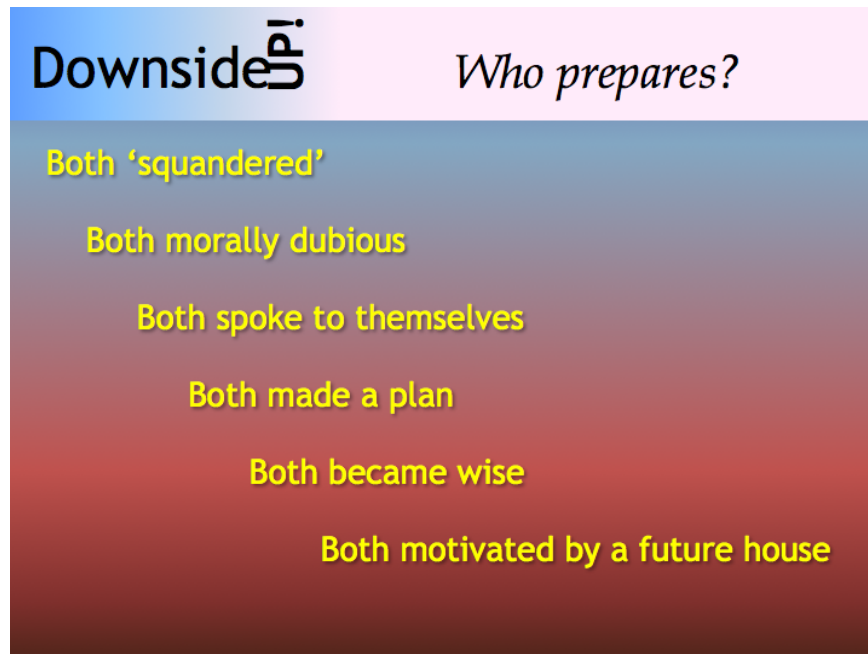 DownsideUP!
Who prepares?
Both ‘squandered’
Both morally dubious
Both spoke to themselves
Both made a plan
Both became wise
Both motivated by a future house